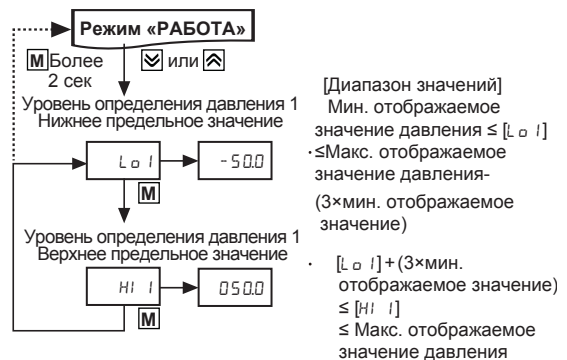 Режим «РАБОТА»
M Более
2 сек
или
Уровень определения давления 1
Нижнее предельное значение
Lo1
-50.0
M
Уровень определения давления 1
Верхнее предельное значение
HI 1
050.0
M
[Диапазон значений]
Мин. отображаемое
значение давления ≤ [Lo1]
·≤Макс. отображаемое
значение давления-
(3×мин. отображаемое
значение)
· [Lo1]+(3×мин.
отображаемое значение)
≤ [HI 1]
≤ Макс. отображаемое
значение давления